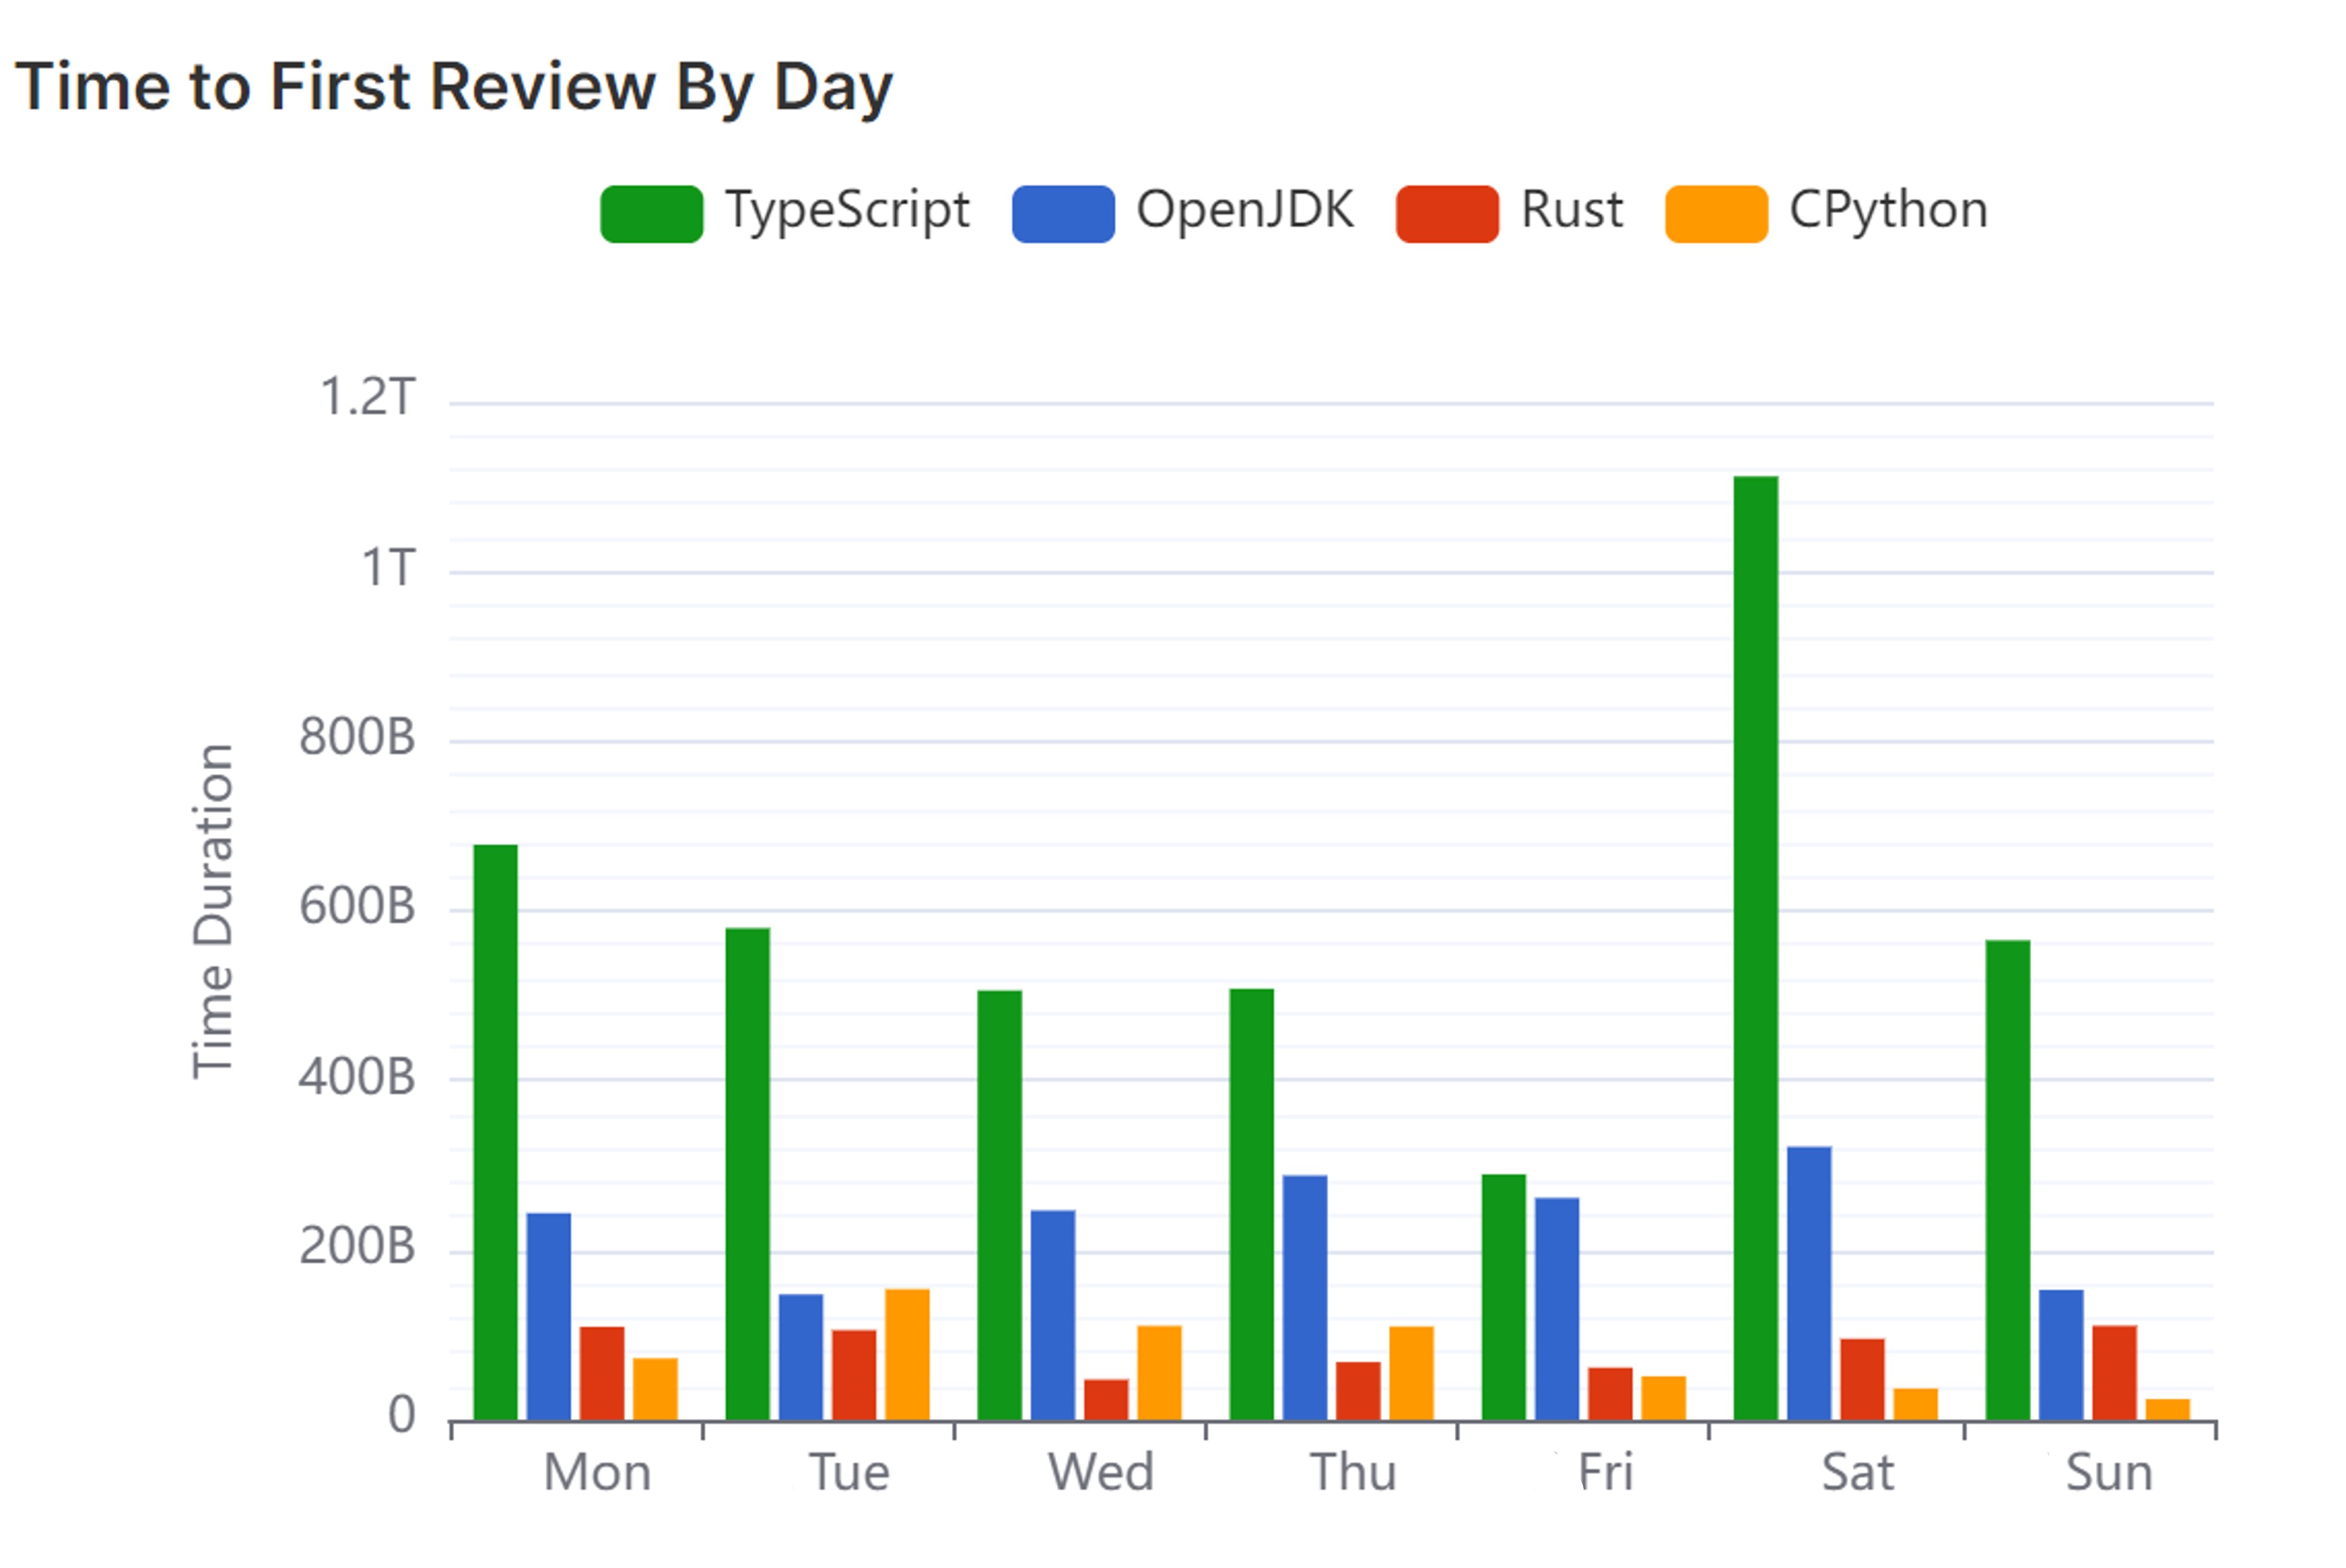 Time to First Review By Day
TypeScript OpenJDK Rust CPython
1.2T
1T
800B
600B
400B
200B
0
Time Duration
Mon Tue Wed Thu Fri Sat Sun